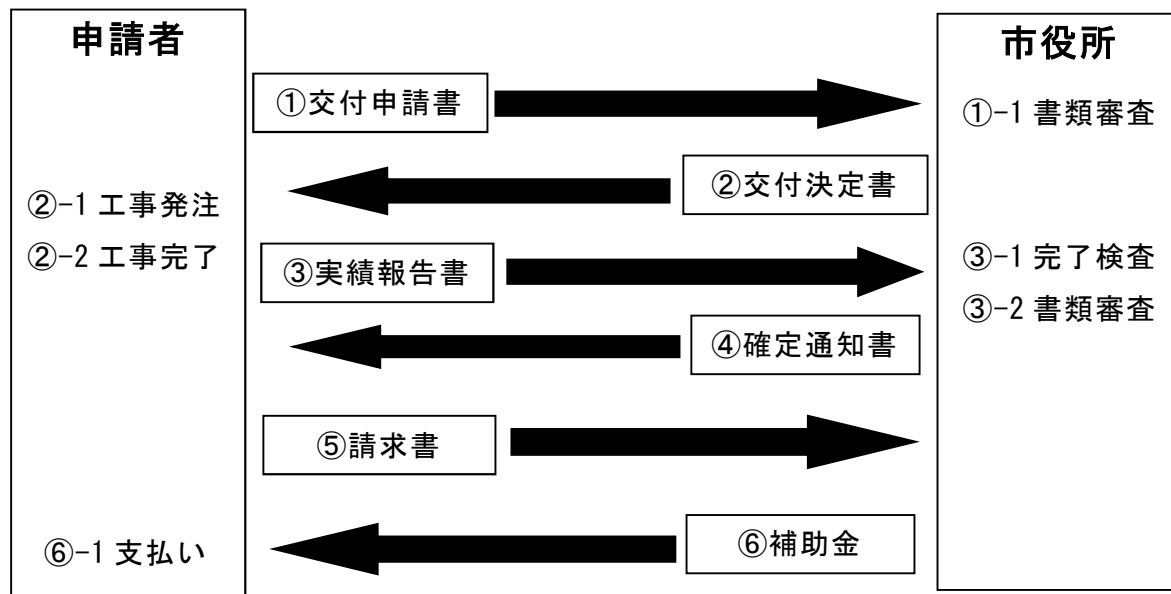 申請者
市役所
①交付申請書
①-1 書類審査
②交付決定書
②-1 工事発注
②-2 工事完了
③実績報告書
③-1 完了検査
③-2 書類審査
④確定通知書
⑤請求書
⑥補助金
⑥-1 支払い